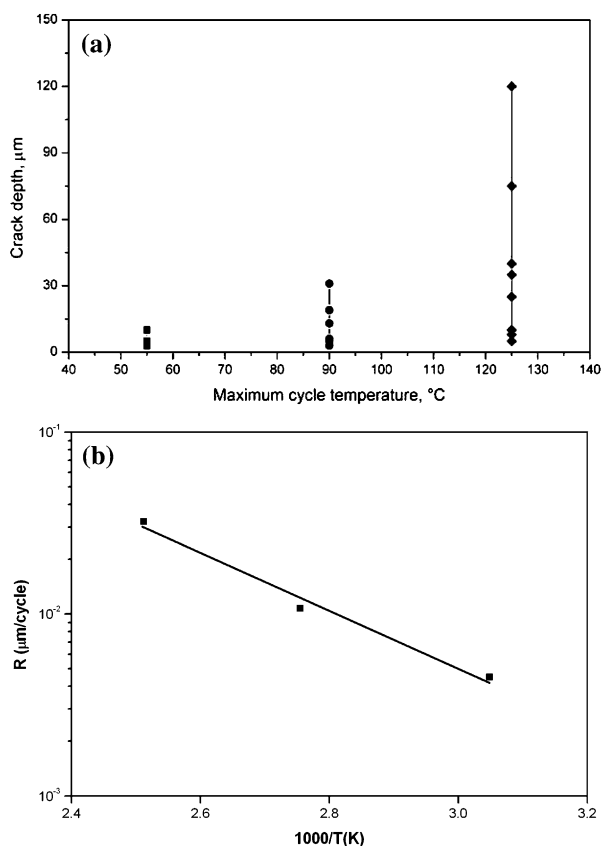 (a)
150
120
90
60
30
0
Crack depth, μm
40 50 60 70 80 90 100 110 120 130 140
Maximum cycle temperature, °C
(b)
10⁻¹
10⁻²
10⁻³
R (μm/cycle)
2.4 2.6 2.8 3.0 3.2
1000/T(K)